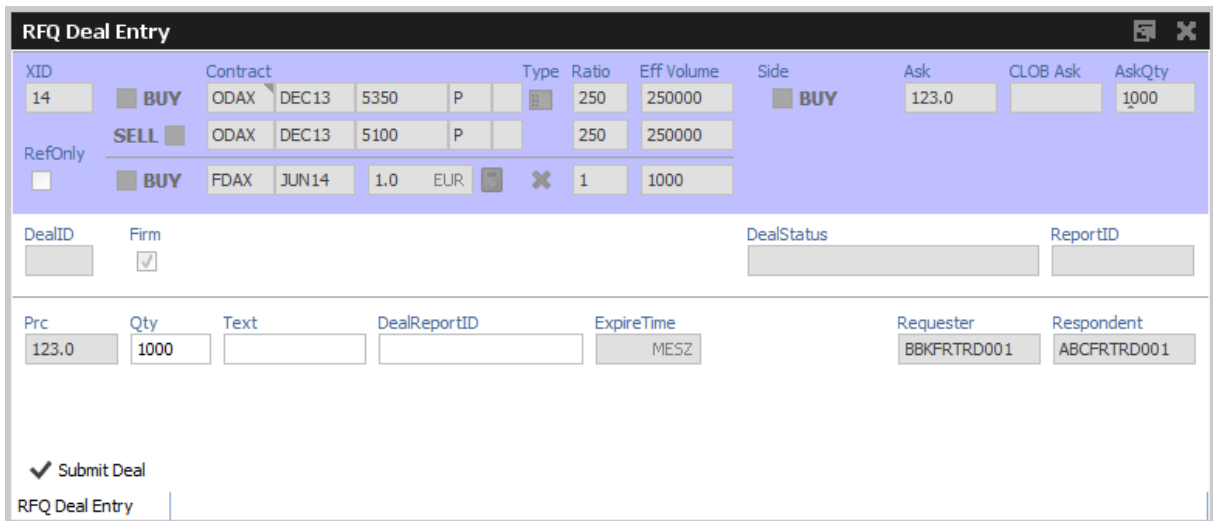 RFQ Deal Entry
XID Contract Type Ratio Eff Volume Side Ask CLOB Ask AskQty
14 BUY ODAX DEC13 5350 P 250 250000 BUY 123.0 1000
SELL ODAX DEC13 5100 P 250 250000
RefOnly
BUY FDAX JUN14 1.0 EUR 1 1000
DealID Firm DealStatus ReportID
Prc Qty Text DealReportID ExpireTime Requester Respondent
123.0 1000 MESZ BBKFRTRD001 ABCFRTRD001
Submit Deal
RFQ Deal Entry